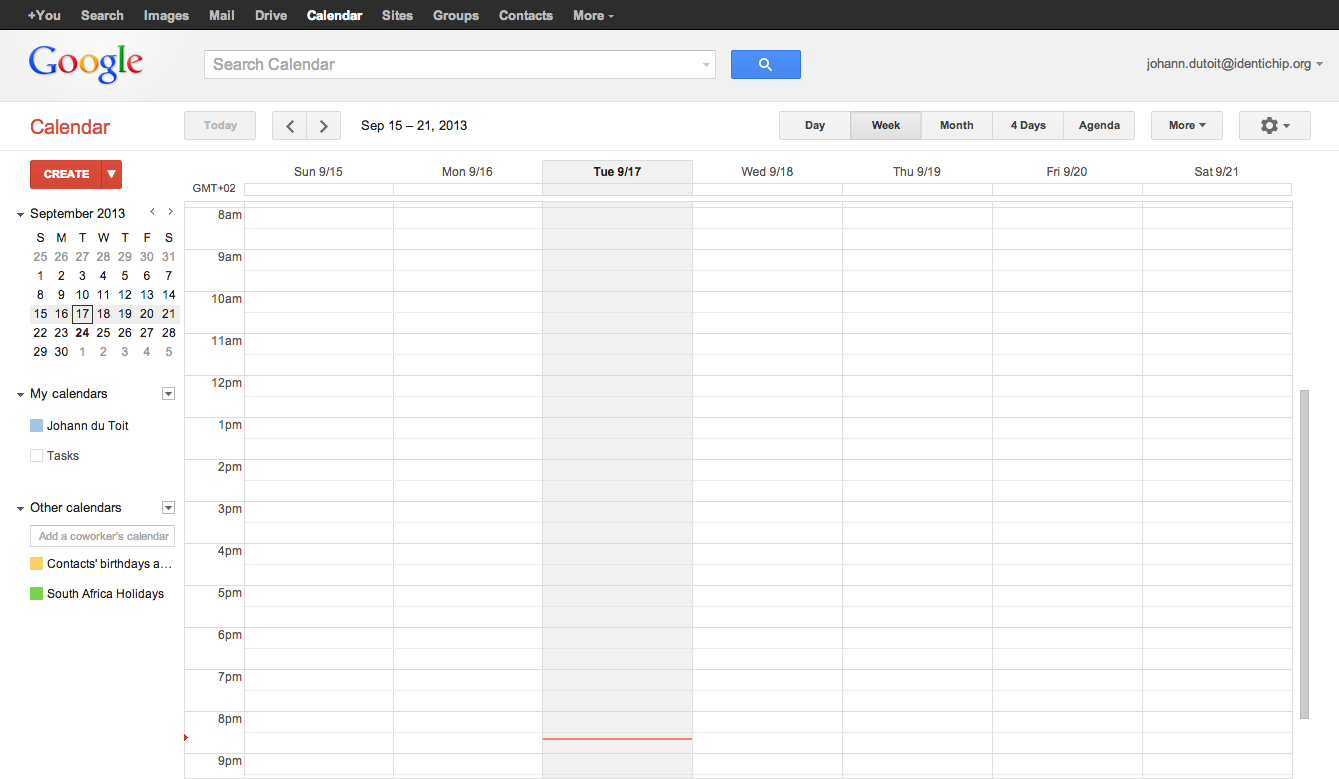 +You Search Images Mail Drive Calendar Sites Groups Contacts More
Google
Search Calendar
johann.dutoit@identichip.org
Calendar
Today
Sep 15 – 21, 2013
Day Week Month 4 Days Agenda
More
CREATE
September 2013
S M T W T F S
25 26 27 28 29 30 31
1 2 3 4 5 6 7
8 9 10 11 12 13 14
15 16 17 18 19 20 21
22 23 24 25 26 27 28
29 30 1 2 3 4 5
My calendars
Johann du Toit
Tasks
Other calendars
Add a coworker's calendar
Contacts' birthdays a…
South Africa Holidays
Sun 9/15 Mon 9/16 Tue 9/17 Wed 9/18 Thu 9/19 Fri 9/20 Sat 9/21
GMT+02
8am
9am
10am
11am
12pm
1pm
2pm
3pm
4pm
5pm
6pm
7pm
8pm
9pm